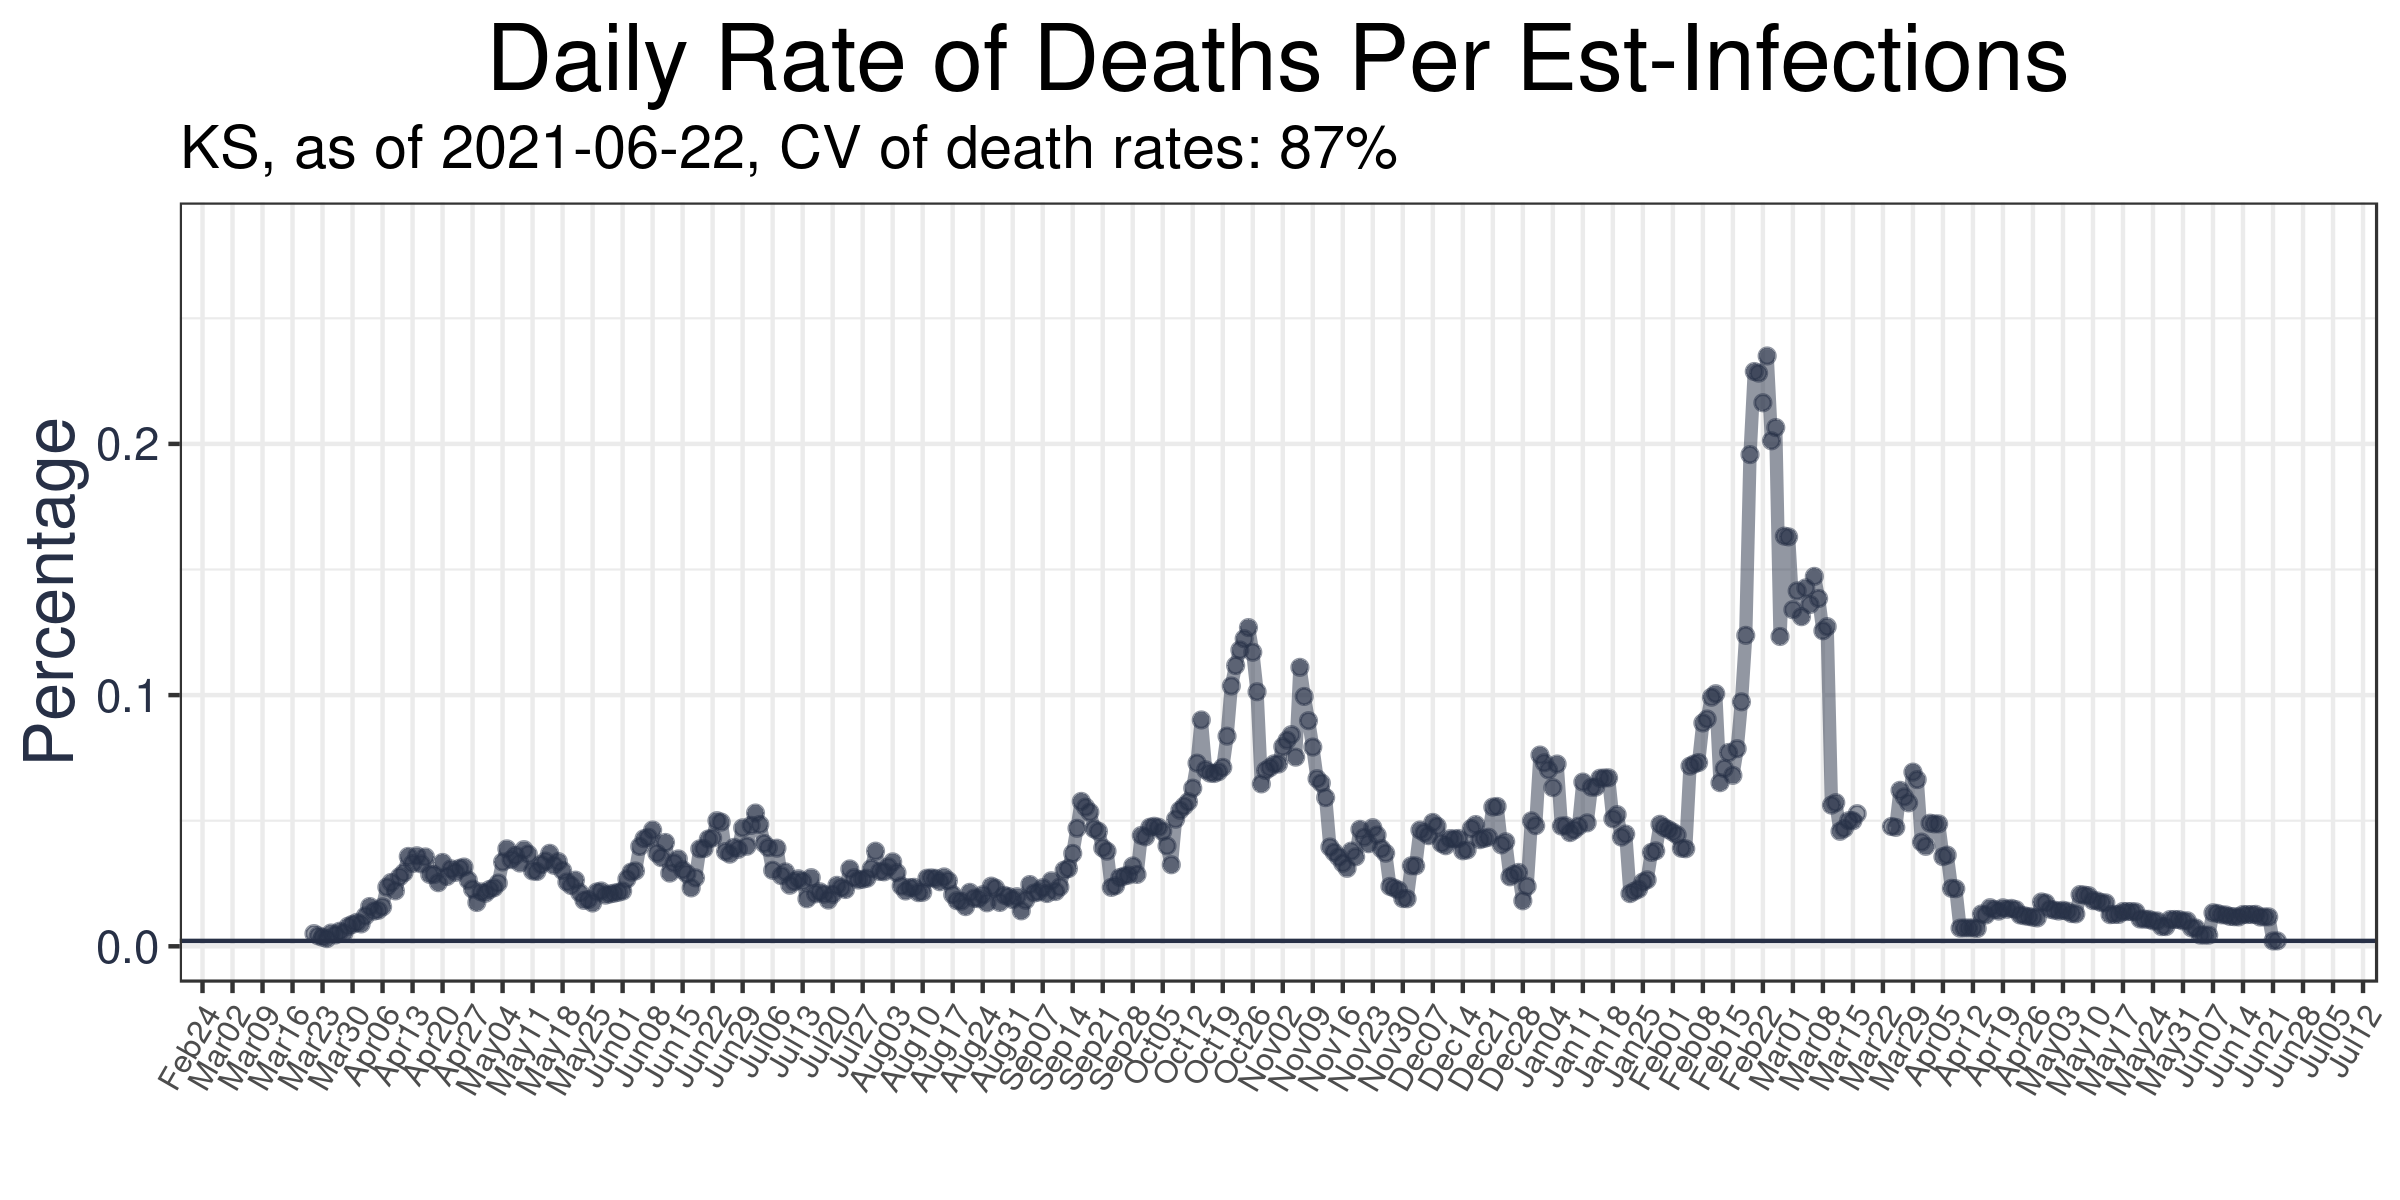 Daily Rate of Deaths Per Est-Infections
KS, as of 2021-06-22, CV of death rates: 87%
Percentage
0.2
0.1
0.0
Feb24
Mar02
Mar09
Mar16
Mar23
Mar30
Apr06
Apr13
Apr20
Apr27
May04
May11
May18
May25
Jun01
Jun08
Jun15
Jun22
Jun29
Jul06
Jul13
Jul20
Jul27
Aug03
Aug10
Aug17
Aug24
Aug31
Sep07
Sep14
Sep21
Sep28
Oct05
Oct12
Oct19
Oct26
Nov02
Nov09
Nov16
Nov23
Nov30
Dec07
Dec14
Dec21
Dec28
Dec04
Jan11
Jan18
Jan25
Feb01
Feb08
Feb15
Feb22
Mar01
Mar08
Mar15
Mar22
Mar29
Apr05
Apr12
Apr19
Apr26
May03
May10
May17
May24
May31
May07
Jun14
Jun21
Jun28
Jul05
Jul12